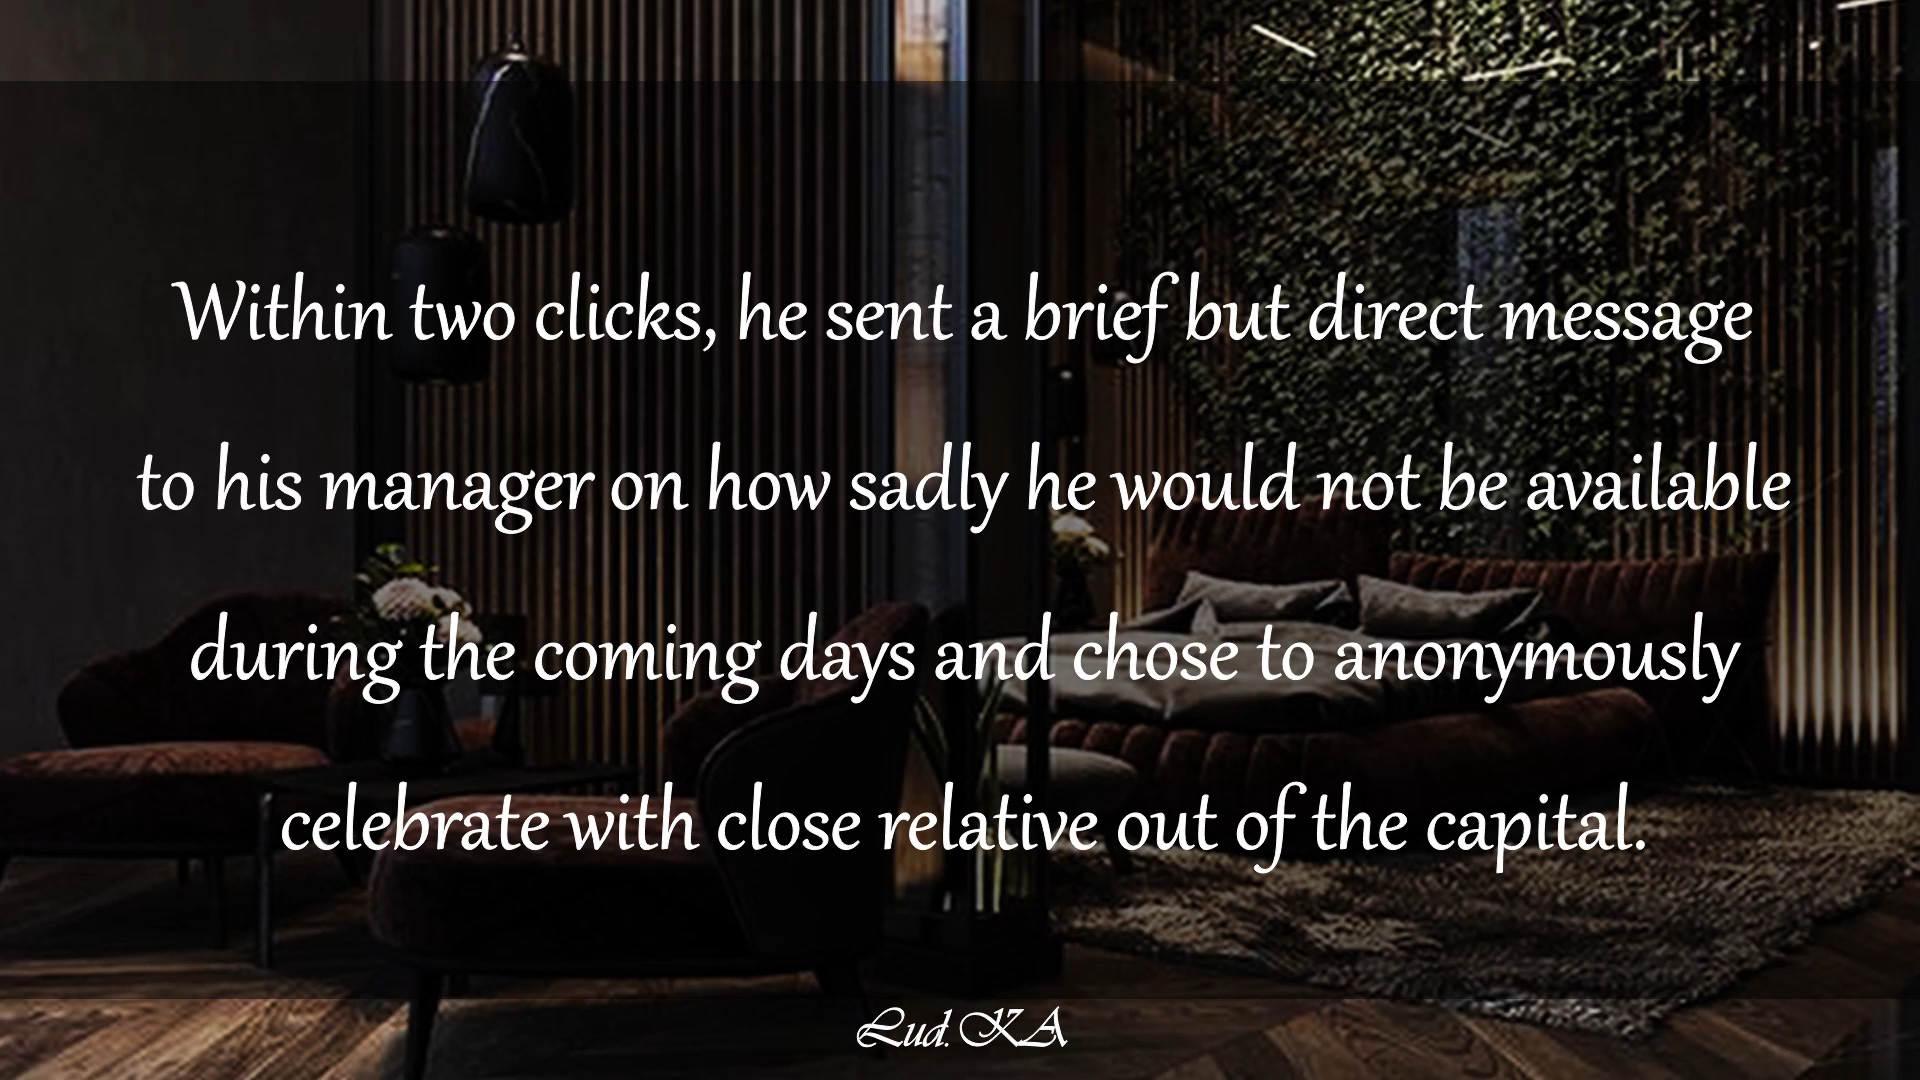 Within two clicks, he sent a brief but direct message
to his manager on how sadly he would not be available
during the coming days and chose to anonymously
celebrate with close relative out of the capital.
Lud. KA